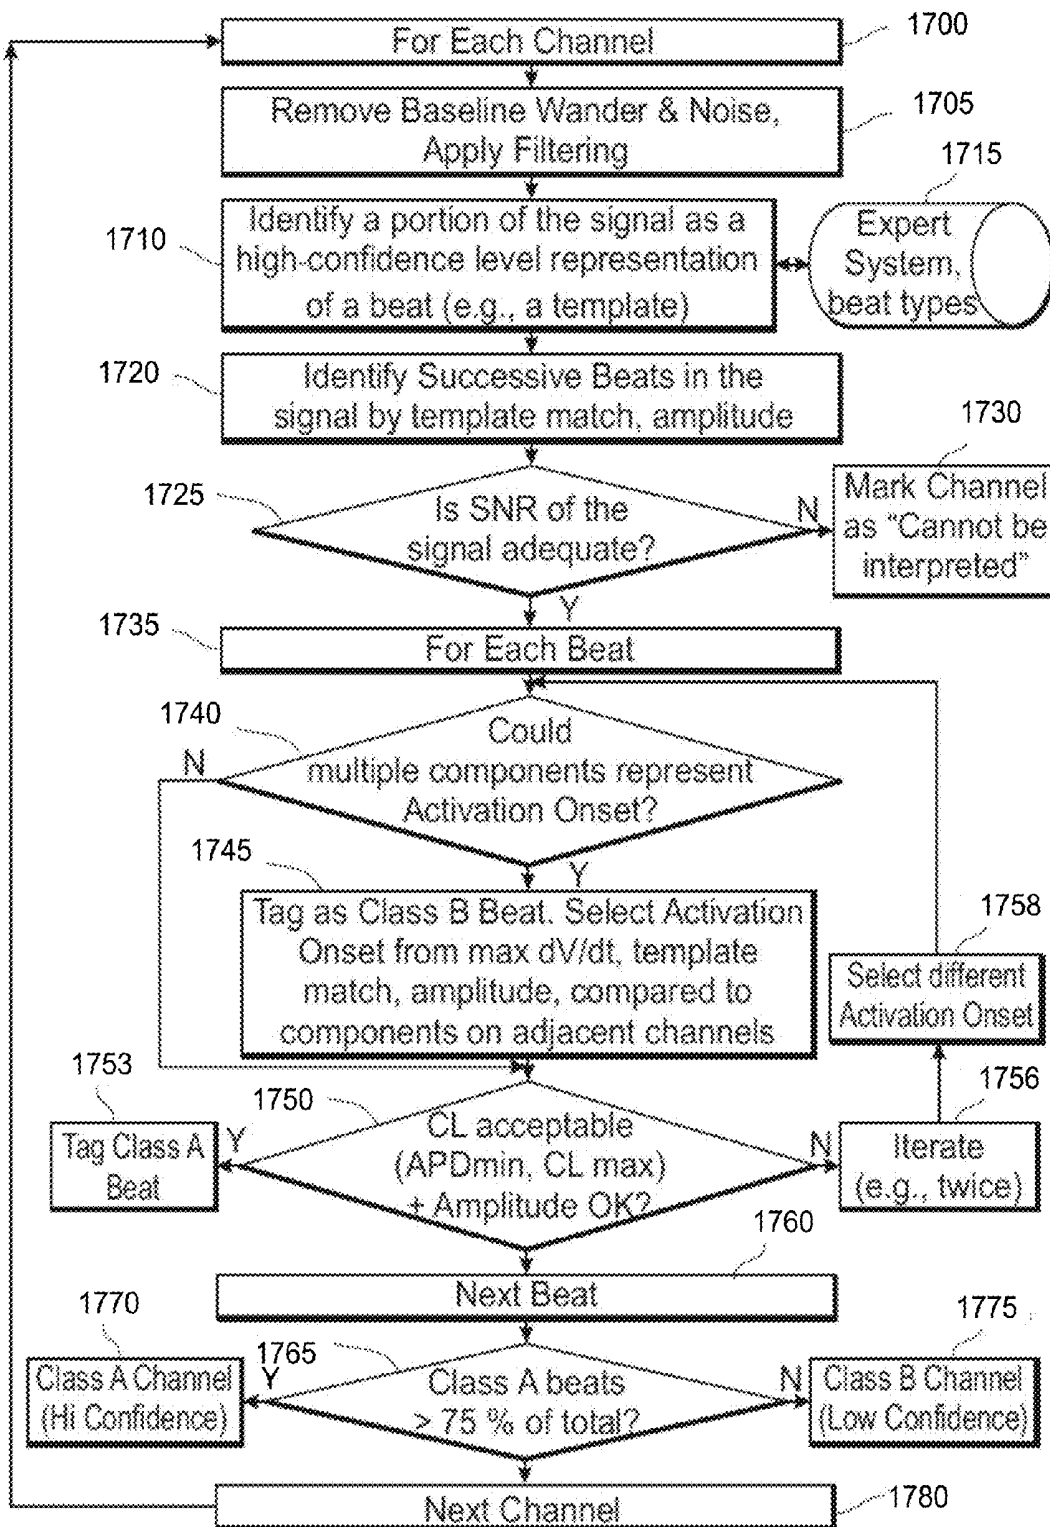 For Each Channel
1700
Remove Baseline Wander & Noise,
Apply Filtering
1705
1710
Identify a portion of the signal as a
high-confidence level representation
of a beat (e.g., a template)
1715
Expert
System,
beat types
1720
Identify Successive Beats in the
signal by template match, amplitude
1725
Is SNR of the
signal adequate?
N
Y
1730
Mark Channel
as “Cannot be
interpreted”
1735
For Each Beat
1740
Could
multiple components represent
Activation Onset?
N
Y
1745
Tag as Class B Beat. Select Activation
Onset from max dV/dt, template
match, amplitude, compared to
components on adjacent channels
1758
Select different
Activation Onset
1753
Tag Class A
Beat
1750
CL acceptable
(APDmin, CL max)
+ Amplitude OK?
Y
N
1756
Iterate
(e.g., twice)
1760
Next Beat
1770
Class A Channel
(Hi Confidence)
1765
Y
Class A beats
> 75 % of total?
N
1775
Class B Channel
(Low Confidence)
Next Channel
1780